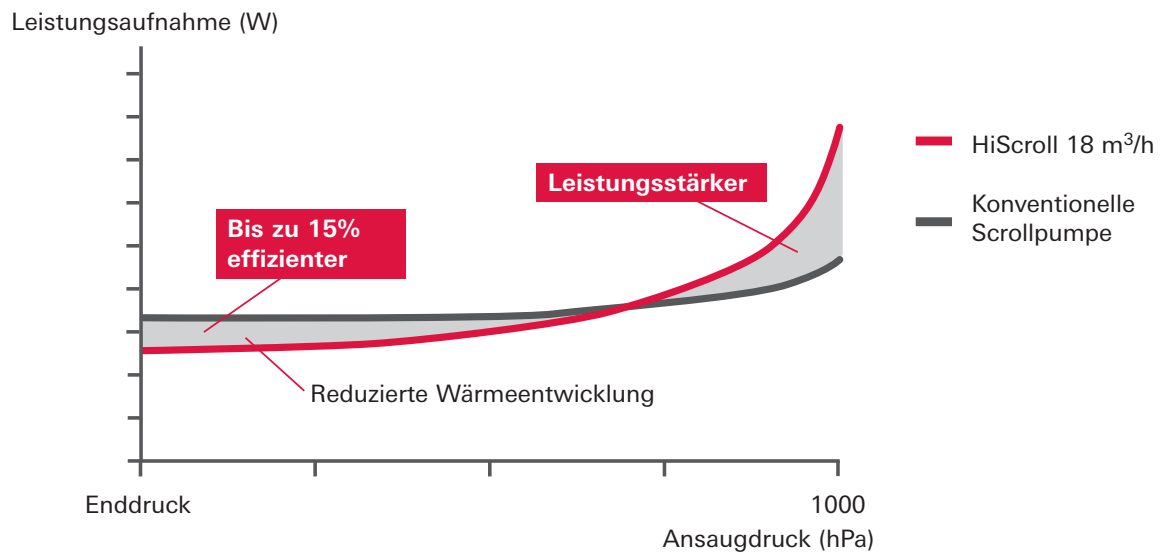 Leistungsaufnahme (W)
HiScroll 18 m³/h
Leistungsstärker
Konventionelle
Scrollpumpe
Bis zu 15%
effizienter
Reduzierte Wärmeentwicklung
Enddruck
1000
Ansaugdruck (hPa)